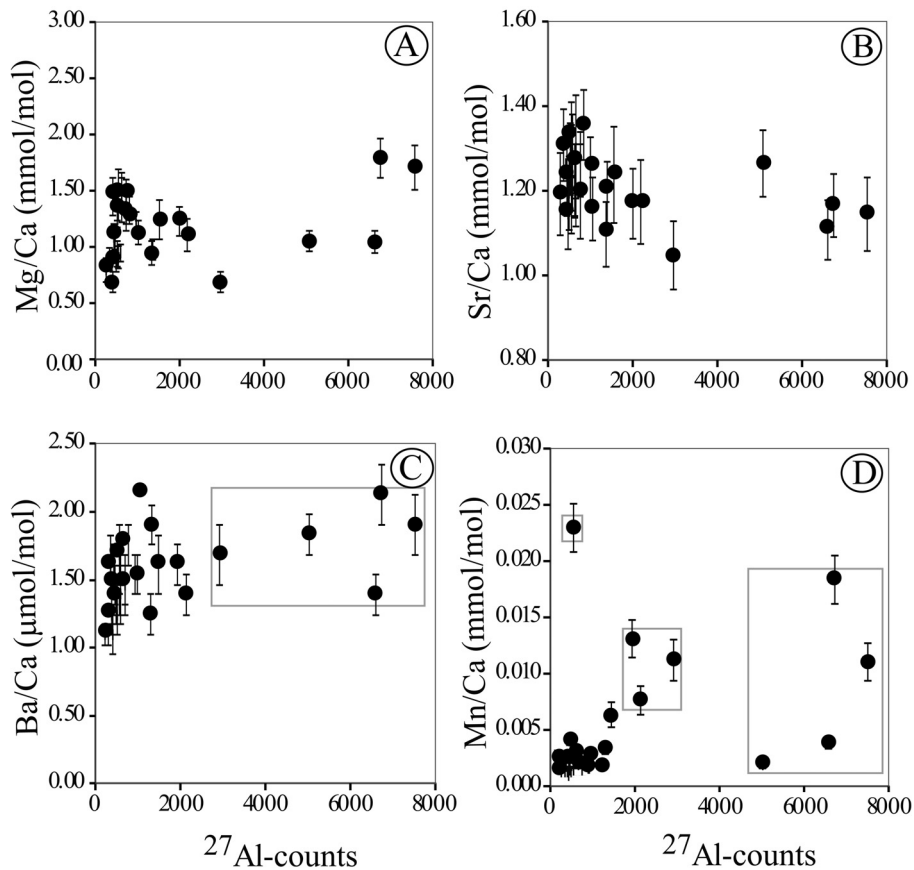 A
Mg/Ca (mmol/mol)
3.00
2.50
2.00
1.50
1.00
0.50
0.00
0 2000 4000 6000 8000
B
Sr/Ca (mmol/mol)
1.60
1.40
1.20
1.00
0.80
0 2000 4000 6000 8000
C
Ba/Ca (μmol/mol)
2.50
2.00
1.50
1.00
0.50
0.00
0 2000 4000 6000 8000
27Al-counts
D
Mn/Ca (mmol/mol)
0.030
0.025
0.020
0.015
0.010
0.005
0.000
0 2000 4000 6000 8000
27Al-counts